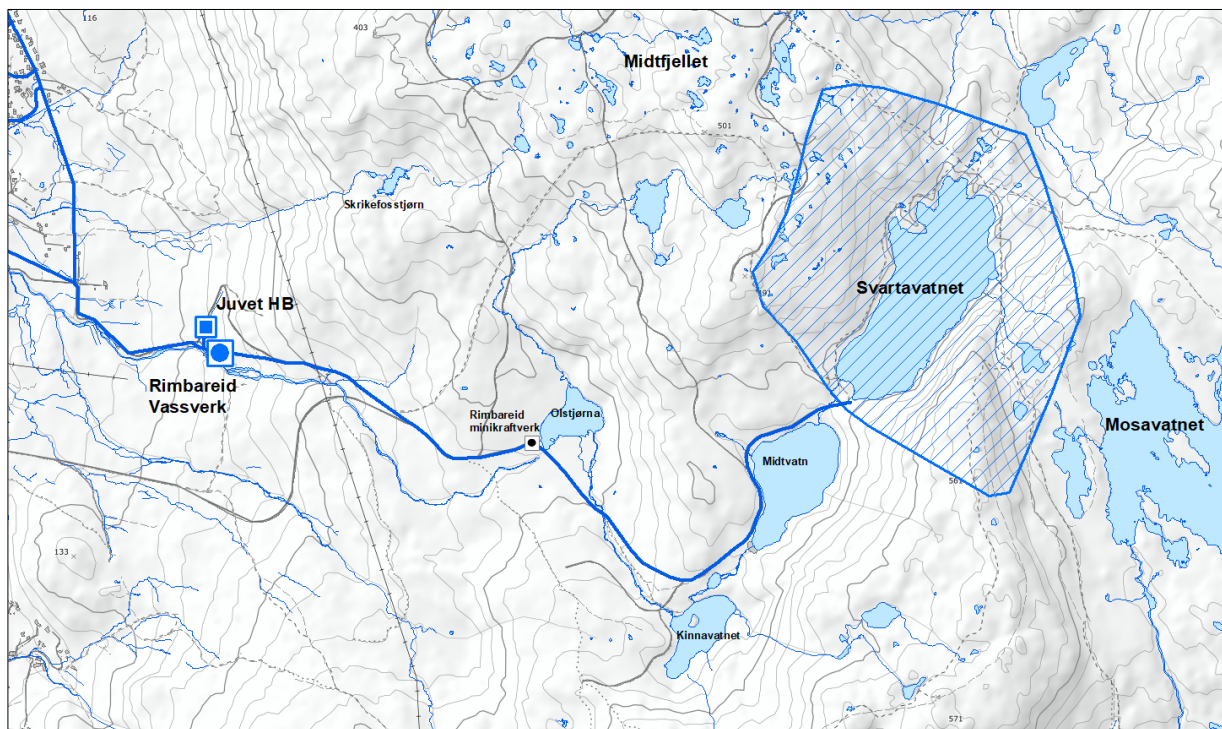 116
403
Midtfjellet
501
Skrikefosstjørn
Svartavatnet
491
Juvet HB
Rimbareid
Vassverk
Rimbareid
minikraftverk
Olstjørna
Mosavatnet
Midtvatn
561
133
Kinnavatnet
571